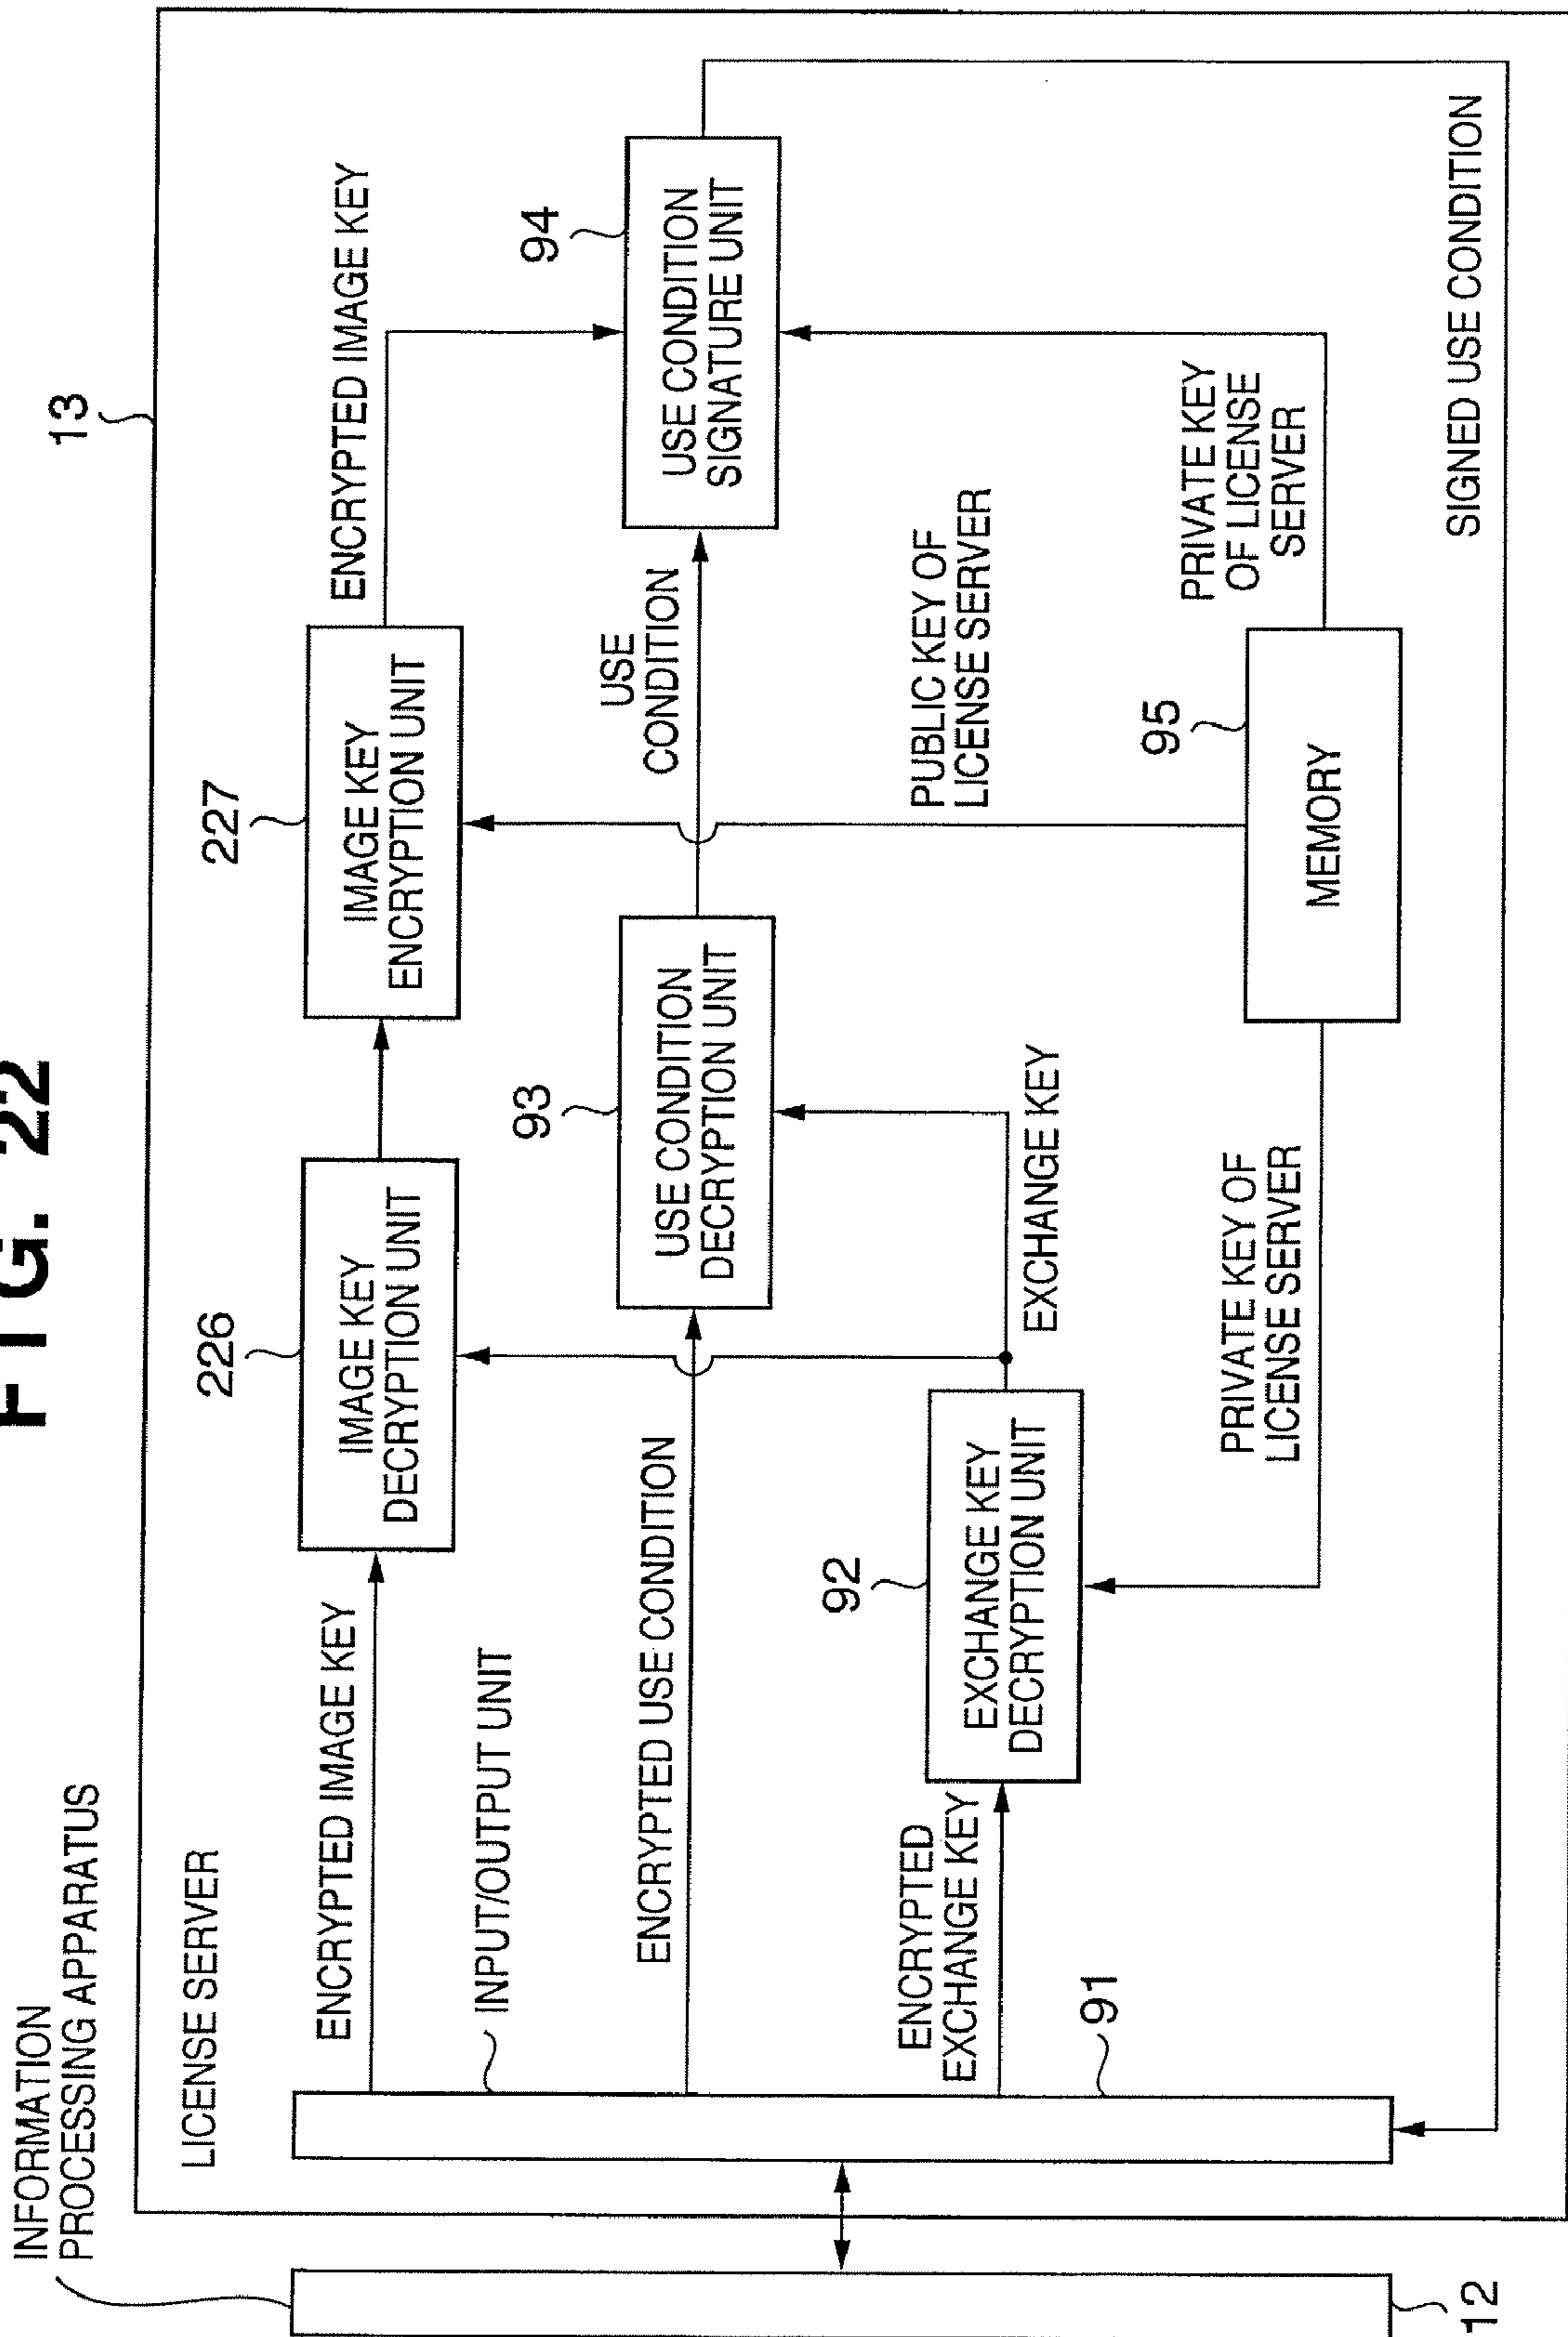 FIG. 22
INFORMATION
PROCESSING APPARATUS
12
LICENSE SERVER
13
ENCRYPTED IMAGE KEY
226
IMAGE KEY
DECRYPTION UNIT
227
IMAGE KEY
ENCRYPTION UNIT
ENCRYPTED IMAGE KEY
INPUT/OUTPUT UNIT
ENCRYPTED USE CONDITION
93
USE CONDITION
DECRYPTION UNIT
USE
CONDITION
94
USE CONDITION
SIGNATURE UNIT
ENCRYPTED
EXCHANGE KEY
91
92
EXCHANGE KEY
DECRYPTION UNIT
EXCHANGE KEY
PUBLIC KEY OF
LICENSE SERVER
PRIVATE KEY OF
LICENSE SERVER
95
MEMORY
PRIVATE KEY
OF LICENSE
SERVER
SIGNED USE CONDITION